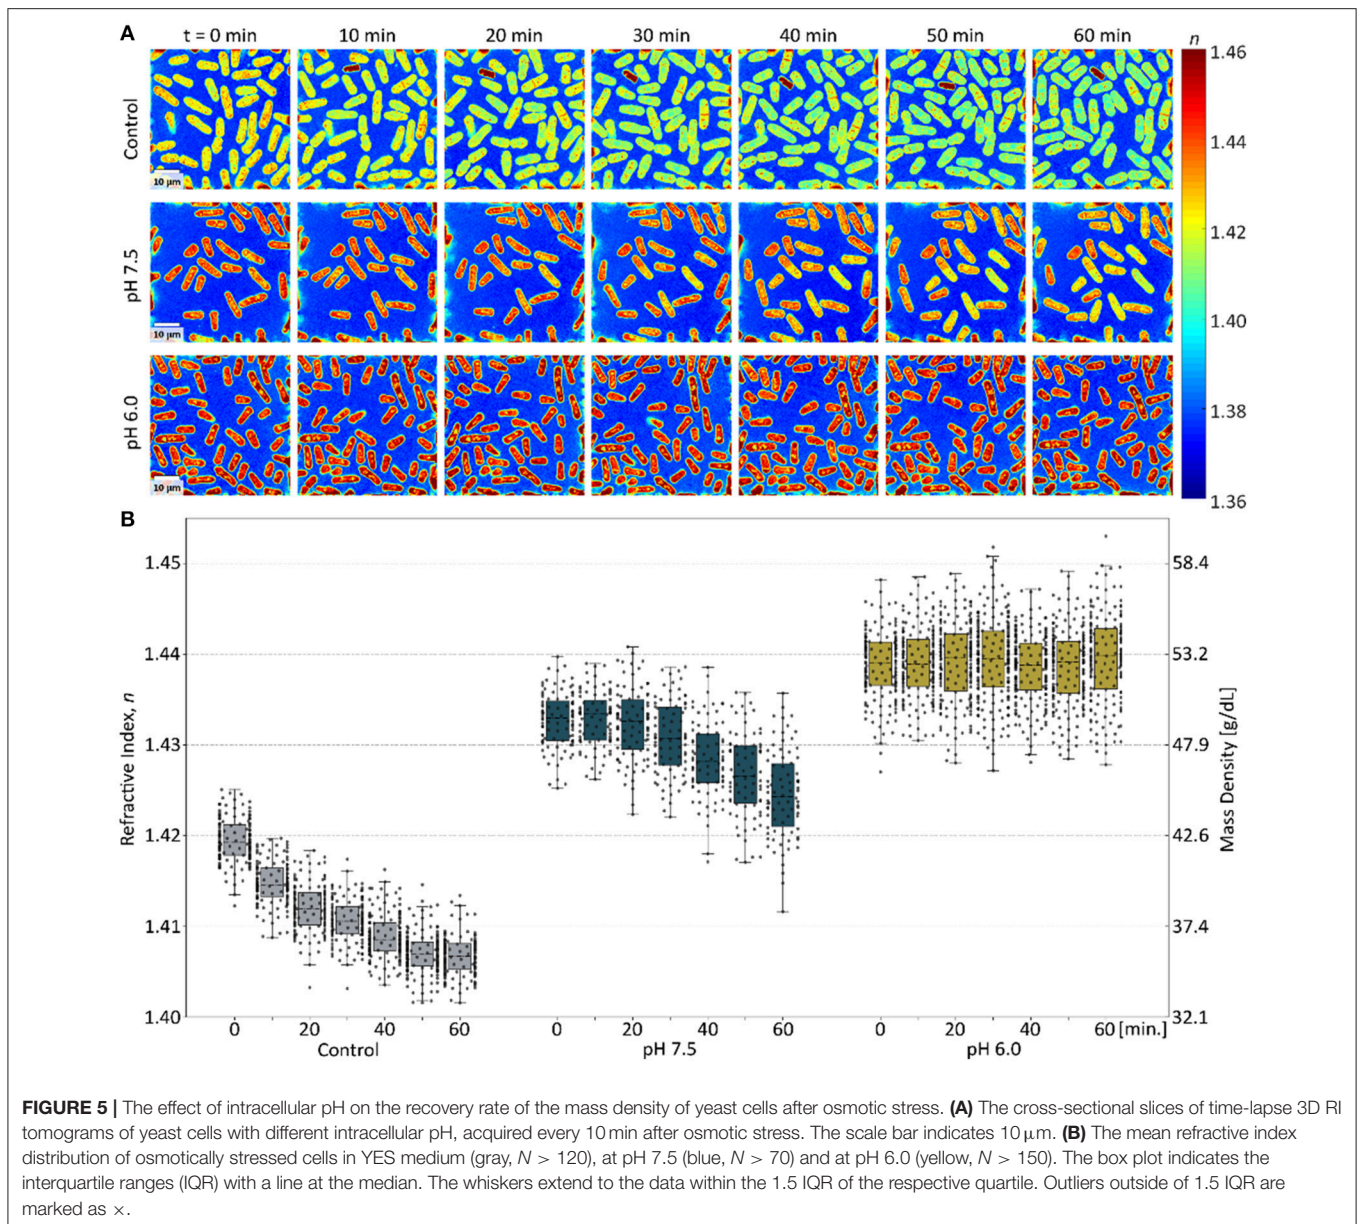 A
t = 0 min 10 min 20 min 30 min 40 min 50 min 60 min n
Control
10 µm
pH 7.5
10 µm
pH 6.0
10 µm
1.46
1.44
1.42
1.40
1.38
1.36
B
Refractive Index, n
1.45
1.44
1.43
1.42
1.41
1.40
58.4
53.2
47.9
42.6
37.4
32.1
Mass Density [g/dL]
0 20 40 60 0 20 40 60 0 20 40 60 [min.]
Control pH 7.5 pH 6.0
FIGURE 5 | The effect of intracellular pH on the recovery rate of the mass density of yeast cells after osmotic stress. (A) The cross-sectional slices of time-lapse 3D RI
tomograms of yeast cells with different intracellular pH, acquired every 10 min after osmotic stress. The scale bar indicates 10 µm. (B) The mean refractive index
distribution of osmotically stressed cells in YES medium (gray, N > 120), at pH 7.5 (blue, N > 70) and at pH 6.0 (yellow, N > 150). The box plot indicates the
interquartile ranges (IQR) with a line at the median. The whiskers extend to the data within the 1.5 IQR of the respective quartile. Outliers outside of 1.5 IQR are
marked as ×.